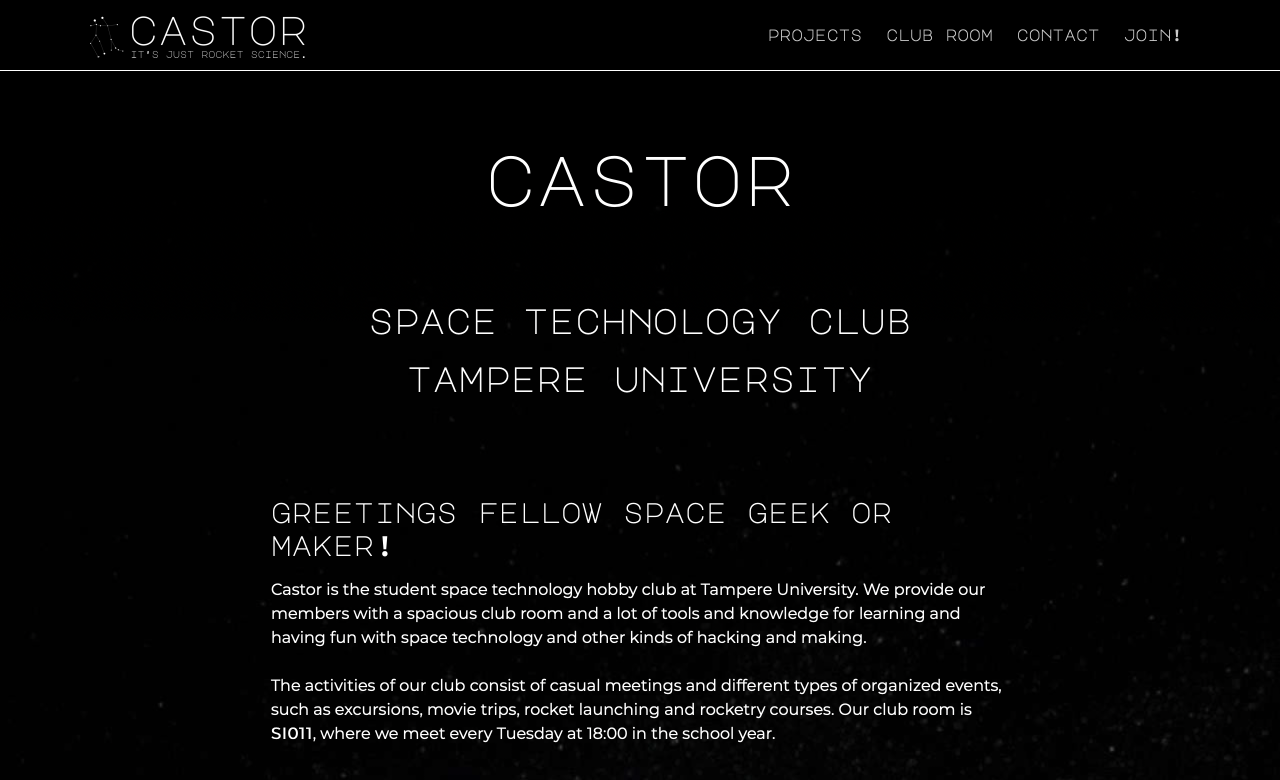 CASTOR
IT'S JUST ROCKET SCIENCE.
PROJECTS CLUB ROOM CONTACT JOIN!
CASTOR
SPACE TECHNOLOGY CLUB
TAMPERE UNIVERSITY
GREETINGS FELLOW SPACE GEEK OR
MAKER!
Castor is the student space technology hobby club at Tampere University. We provide our
members with a spacious club room and a lot of tools and knowledge for learning and
having fun with space technology and other kinds of hacking and making.
The activities of our club consist of casual meetings and different types of organized events,
such as excursions, movie trips, rocket launching and rocketry courses. Our club room is
SI011, where we meet every Tuesday at 18:00 in the school year.